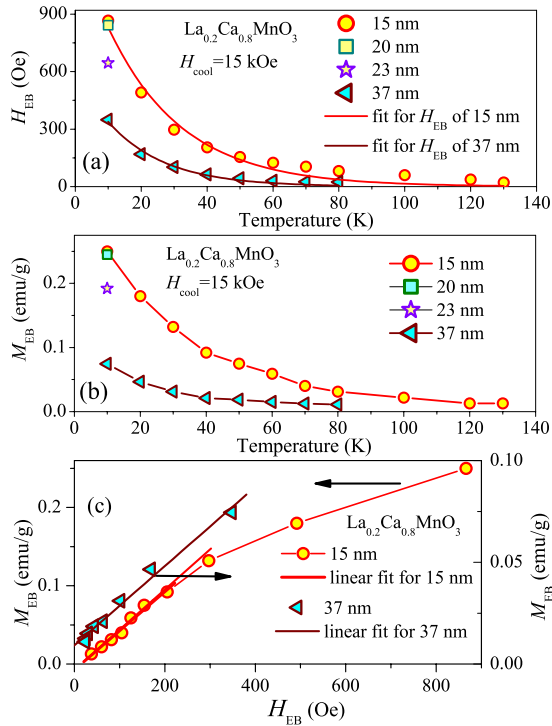 900
600
300
0
H_EB (Oe)
La0.2Ca0.8MnO3
H_cool=15 kOe
15 nm
20 nm
23 nm
37 nm
fit for H_EB of 15 nm
fit for H_EB of 37 nm
(a)
20 40 60 80 100 120 140
Temperature (K)
0.2
0.1
0.0
M_EB (emu/g)
La0.2Ca0.8MnO3
H_cool=15 kOe
15 nm
20 nm
23 nm
37 nm
(b)
0 20 40 60 80 100 120 140
Temperature (K)
0.2
0.1
0.0
M_EB (emu/g)
(c)
La0.2Ca0.8MnO3
15 nm
linear fit for 15 nm
37 nm
linear fit for 37 nm
0.10
0.05
0.00
M_EB (emu/g)
0 200 400 600 800
H_EB (Oe)